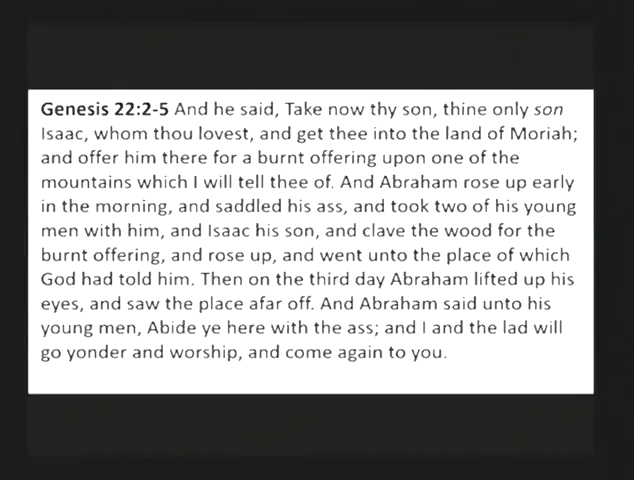 Genesis 22:2-5 And he said, Take now thy son, thine only son
Isaac, whom thou lovest, and get thee into the land of Moriah;
and offer him there for a burnt offering upon one of the
mountains which I will tell thee of. And Abraham rose up early
in the morning, and saddled his ass, and took two of his young
men with him, and Isaac his son, and clave the wood for the
burnt offering, and rose up, and went unto the place of which
God had told him. Then on the third day Abraham lifted up his
eyes, and saw the place afar off. And Abraham said unto his
young men, Abide ye here with the ass; and I and the lad will
go yonder and worship, and come again to you.